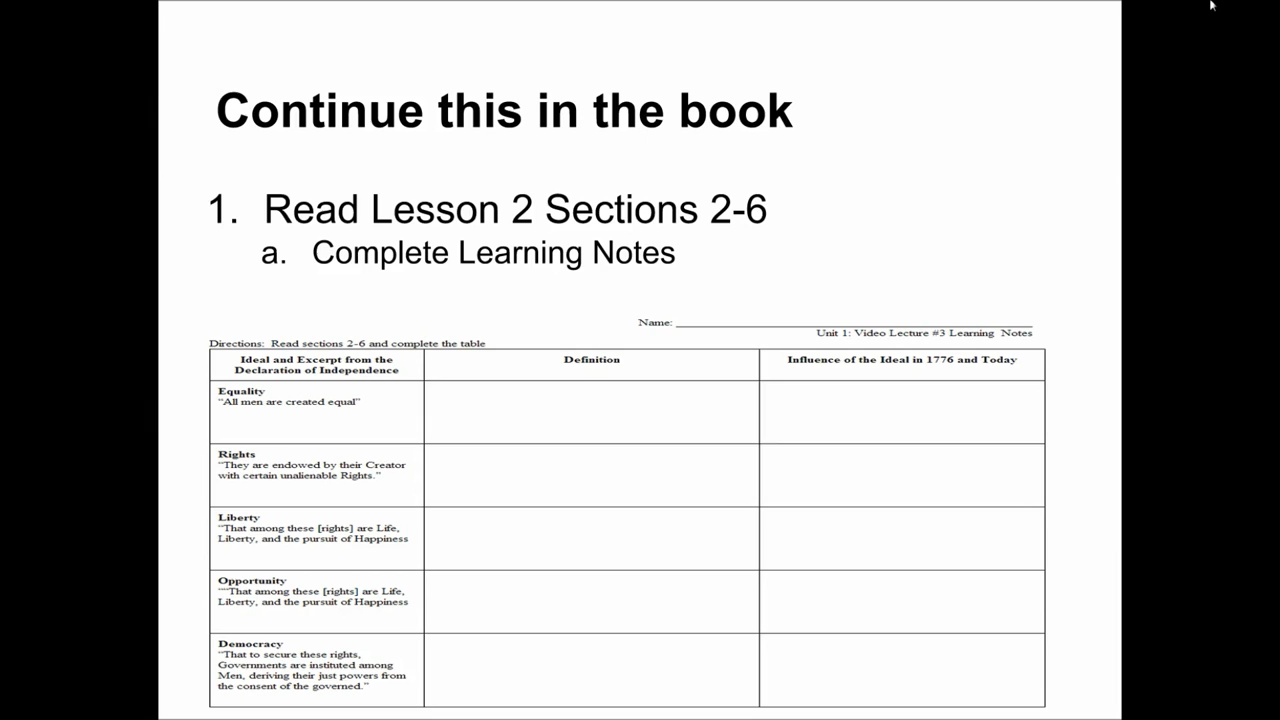 Continue this in the book
1. Read Lesson 2 Sections 2-6
a. Complete Learning Notes
Name: ___
Unit 1: Video Lecture #3 Learning Notes
Directions: Read sections 2-6 and complete the table
Ideal and Excerpt from the
Declaration of Independence
Definition
Influence of the Ideal in 1776 and Today
Equality
"All men are created equal"
Rights
"They are endowed by their Creator
with certain unalienable Rights."
Liberty
"That among these [rights] are Life,
Liberty, and the pursuit of Happiness
Opportunity
""That among these [rights] are Life,
Liberty, and the pursuit of Happiness
Democracy
"That to secure these rights,
Governments are instituted among
Men, deriving their just powers from
the consent of the governed."